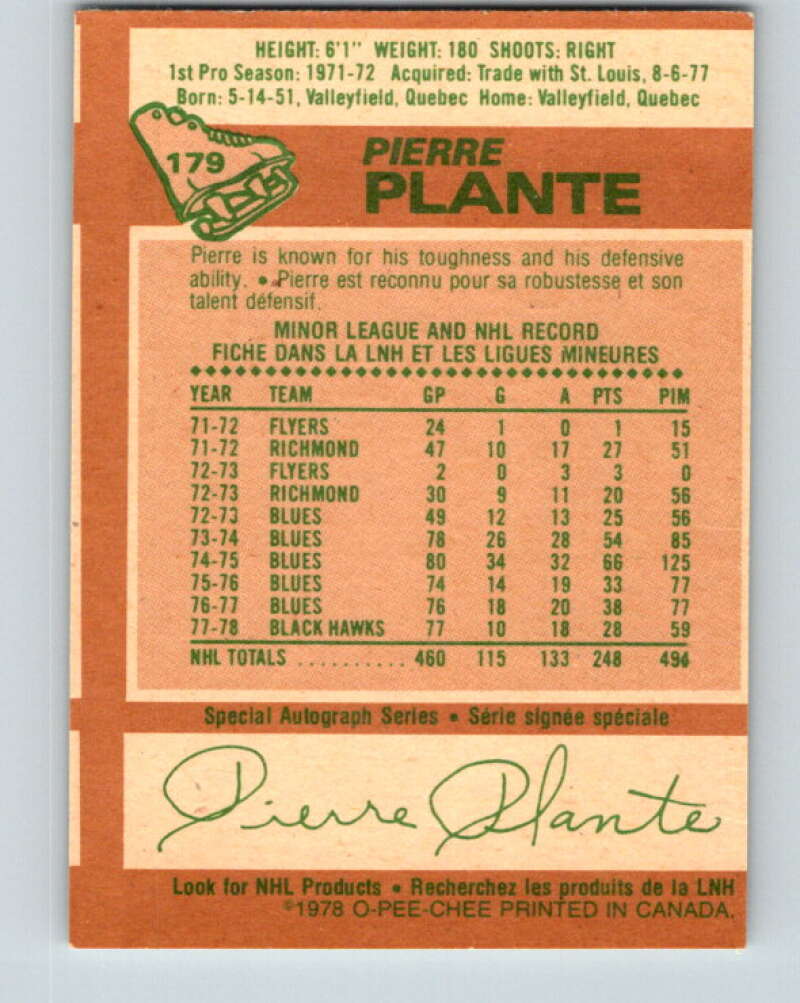 HEIGHT: 6'1" WEIGHT: 180 SHOOTS: RIGHT
1st Pro Season: 1971-72 Acquired: Trade with St. Louis, 8-6-77
Born: 5-14-51, Valleyfield, Quebec Home: Valleyfield, Quebec
179
PIERRE
PLANTE
Pierre is known for his toughness and his defensive
ability. • Pierre est reconnu pour sa robustesse et son
talent défensif.
MINOR LEAGUE AND NHL RECORD
FICHE DANS LA LNH ET LES LIGUES MINEURES
YEAR TEAM GP G A PTS PIM
71-72 FLYERS 24 1 0 1 15
71-72 RICHMOND 47 10 17 27 51
72-73 FLYERS 2 0 3 3 0
72-73 RICHMOND 30 9 11 20 56
72-73 BLUES 49 12 13 25 56
73-74 BLUES 78 26 28 54 85
74-75 BLUES 80 34 32 66 125
75-76 BLUES 74 14 19 33 77
76-77 BLUES 76 18 20 38 77
77-78 BLACK HAWKS 77 10 18 28 59
NHL TOTALS .......... 460 115 133 248 494
Special Autograph Series • Série signée spéciale
Pierre Plante
Look for NHL Products • Recherchez les produits de la LNH
©1978 O-PEE-CHEE PRINTED IN CANADA.